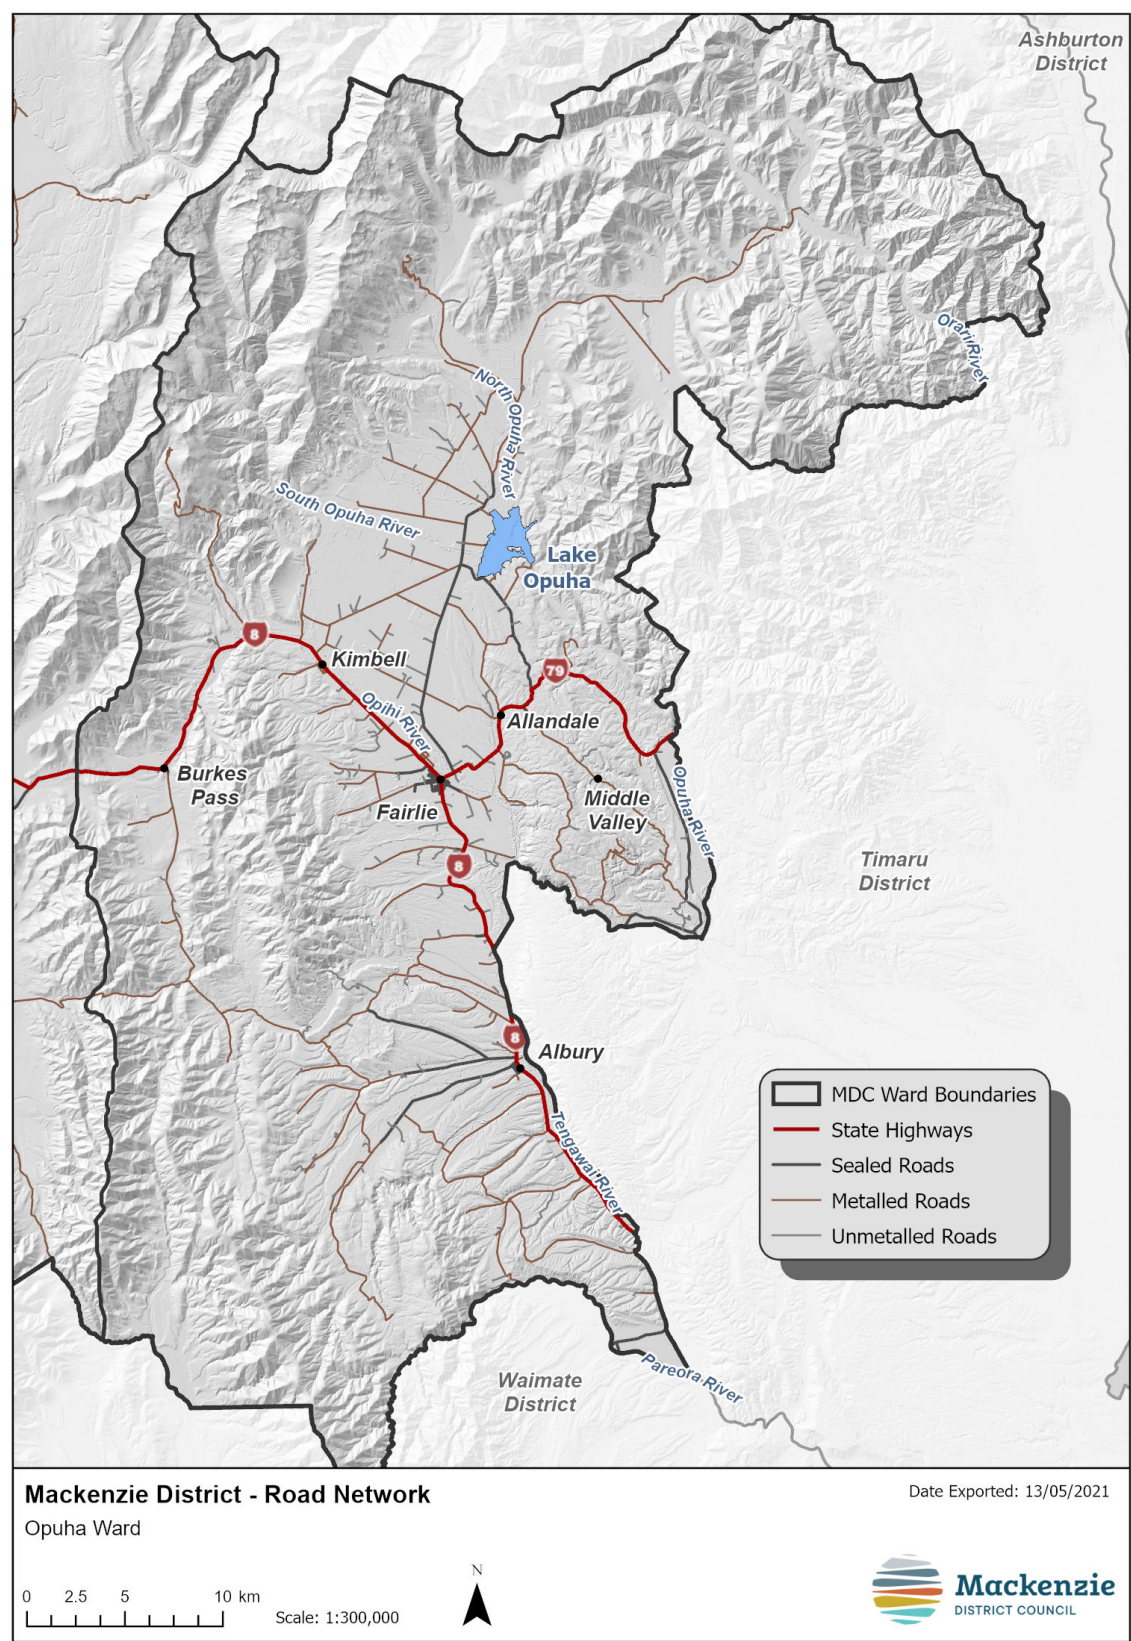 Ashburton
District
Orari River
North Opuha River
South Opuha River
Lake
Opuha
8
Kimbell
79
Opihi River
Allandale
Burkes
Pass
Fairlie
Middle
Valley
Opuha River
8
Timaru
District
8
Albury
Tengawai River
MDC Ward Boundaries
State Highways
Sealed Roads
Metalled Roads
Unmetalled Roads
Waimate
District
Pareora River
Mackenzie District - Road Network
Opuha Ward
Date Exported: 13/05/2021
0 2.5 5 10 km
Scale: 1:300,000
N
Mackenzie
DISTRICT COUNCIL